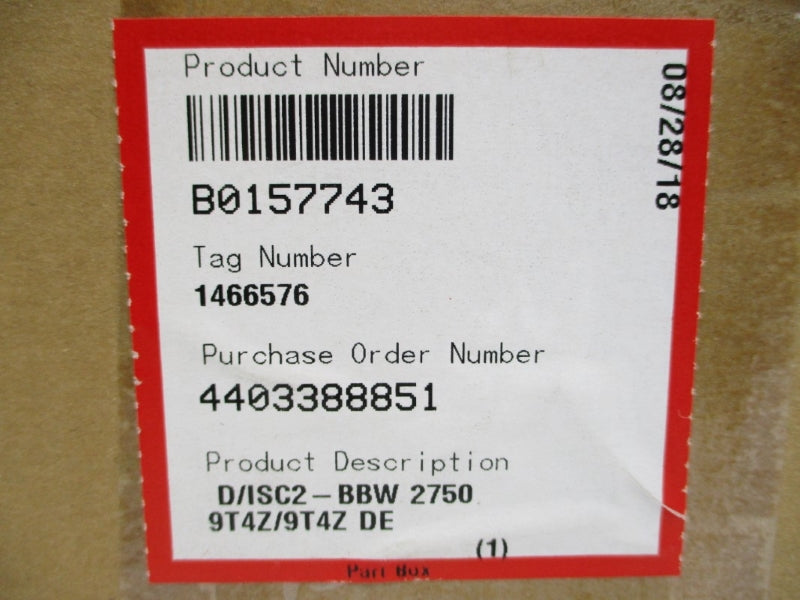 Product Number
08/28/18
B0157743
Tag Number
1466576
Purchase Order Number
4403388851
Product Description
D/ISC2-BBW 2750
9T4Z/9T4Z DE
(1)
Part Box